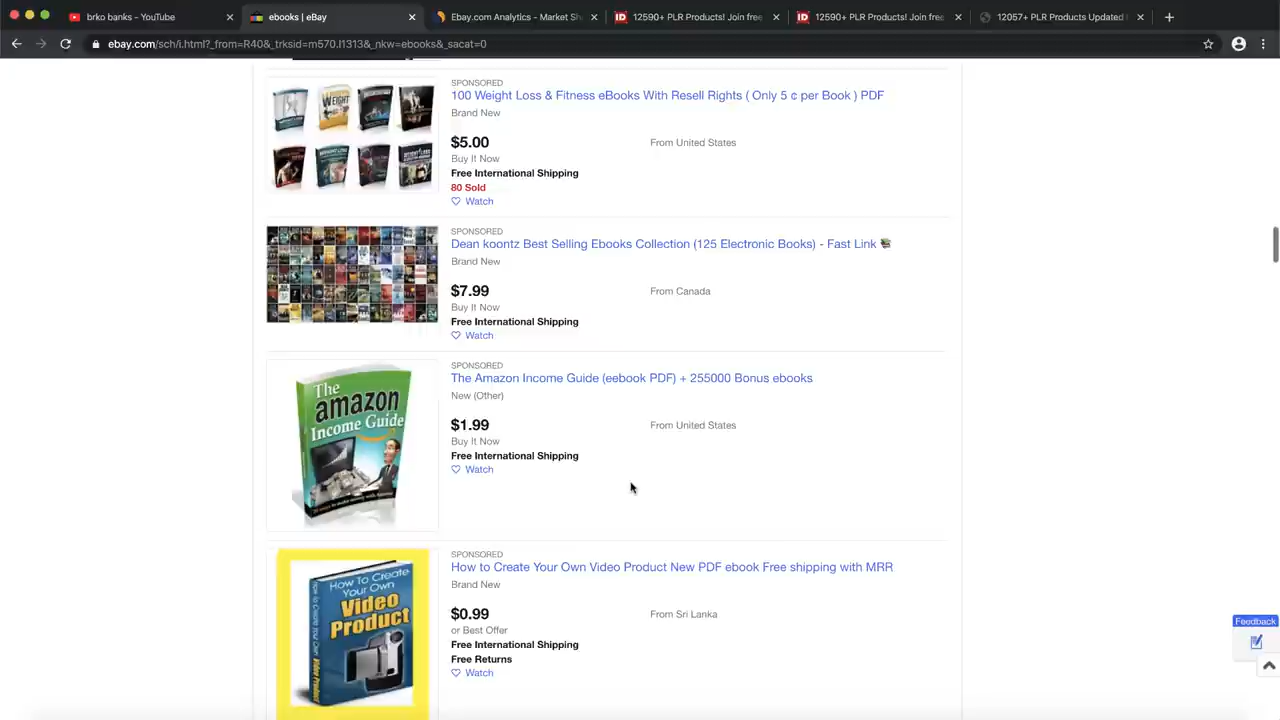 brko banks - YouTube
ebooks | eBay
Ebay.com Analytics - Market Sh
12590+ PLR Products! Join free
12590+ PLR Products! Join free
12057+ PLR Products Updated
ebay.com/sch/i.html?_from=R40&_trksid=m570.l1313&_nkw=ebooks&_sacat=0
SPONSORED
100 Weight Loss & Fitness eBooks With Resell Rights ( Only 5 ¢ per Book ) PDF
Brand New
$5.00
From United States
Buy It Now
Free International Shipping
80 Sold
Watch
SPONSORED
Dean koontz Best Selling Ebooks Collection (125 Electronic Books) - Fast Link 📚
Brand New
$7.99
From Canada
Buy It Now
Free International Shipping
Watch
The
amazon
Income Guide
SPONSORED
The Amazon Income Guide (eebook PDF) + 255000 Bonus ebooks
New (Other)
$1.99
From United States
Buy It Now
Free International Shipping
Watch
How To Create
Your Own
Video
Product
SPONSORED
How to Create Your Own Video Product New PDF ebook Free shipping with MRR
Brand New
$0.99
From Sri Lanka
or Best Offer
Free International Shipping
Free Returns
Watch
Feedback